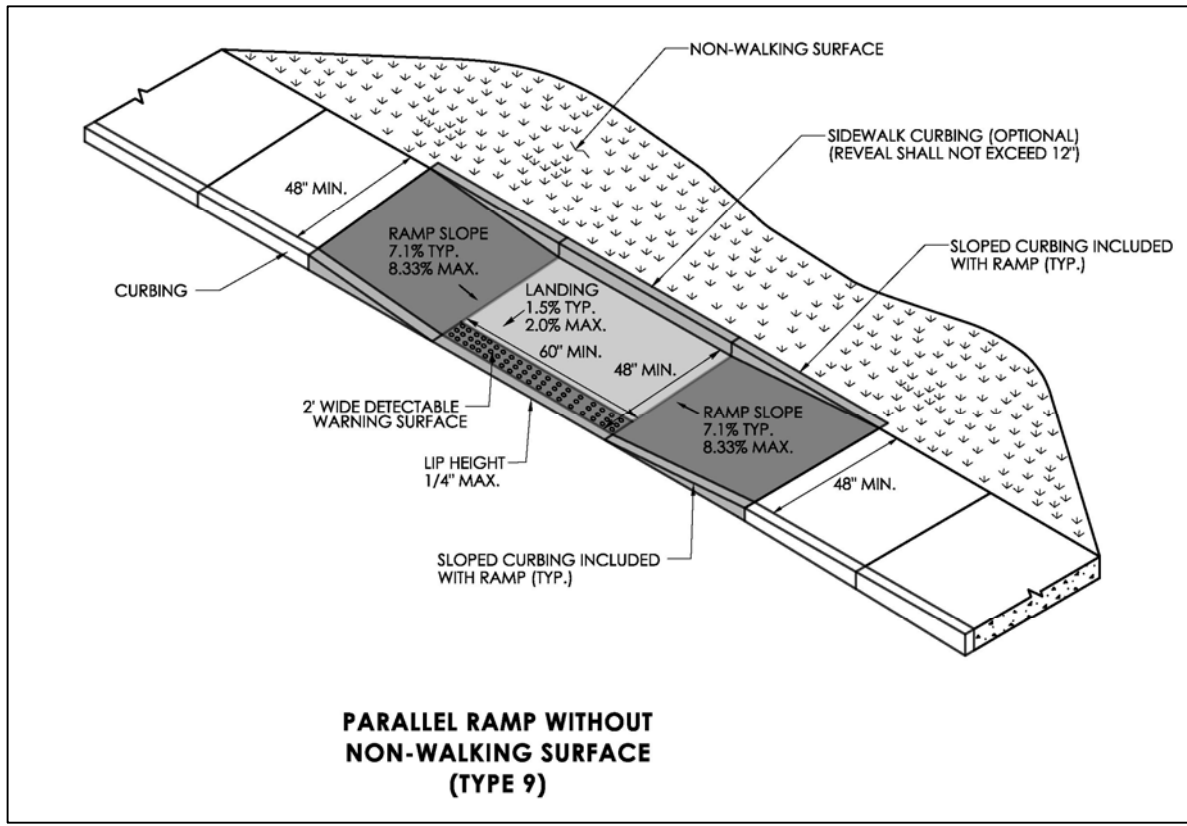 NON-WALKING SURFACE
SIDEWALK CURBING (OPTIONAL)
(REVEAL SHALL NOT EXCEED 12")
48" MIN.
RAMP SLOPE
7.1% TYP.
8.33% MAX.
SLOPED CURBING INCLUDED
WITH RAMP (TYP.)
CURBING
LANDING
1.5% TYP.
2.0% MAX.
60" MIN.
48" MIN.
2' WIDE DETECTABLE
WARNING SURFACE
RAMP SLOPE
7.1% TYP.
8.33% MAX.
LIP HEIGHT
1/4" MAX.
48" MIN.
SLOPED CURBING INCLUDED
WITH RAMP (TYP.)
PARALLEL RAMP WITHOUT
NON-WALKING SURFACE
(TYPE 9)